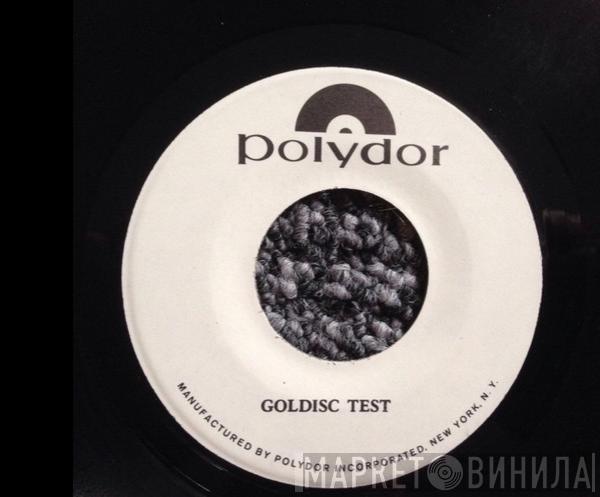 polydor
GOLDISC TEST
MANUFACTURED BY POLYDOR INCORPORATED, NEW YORK, N. Y.
МАРКЕТ ВИНИЛА